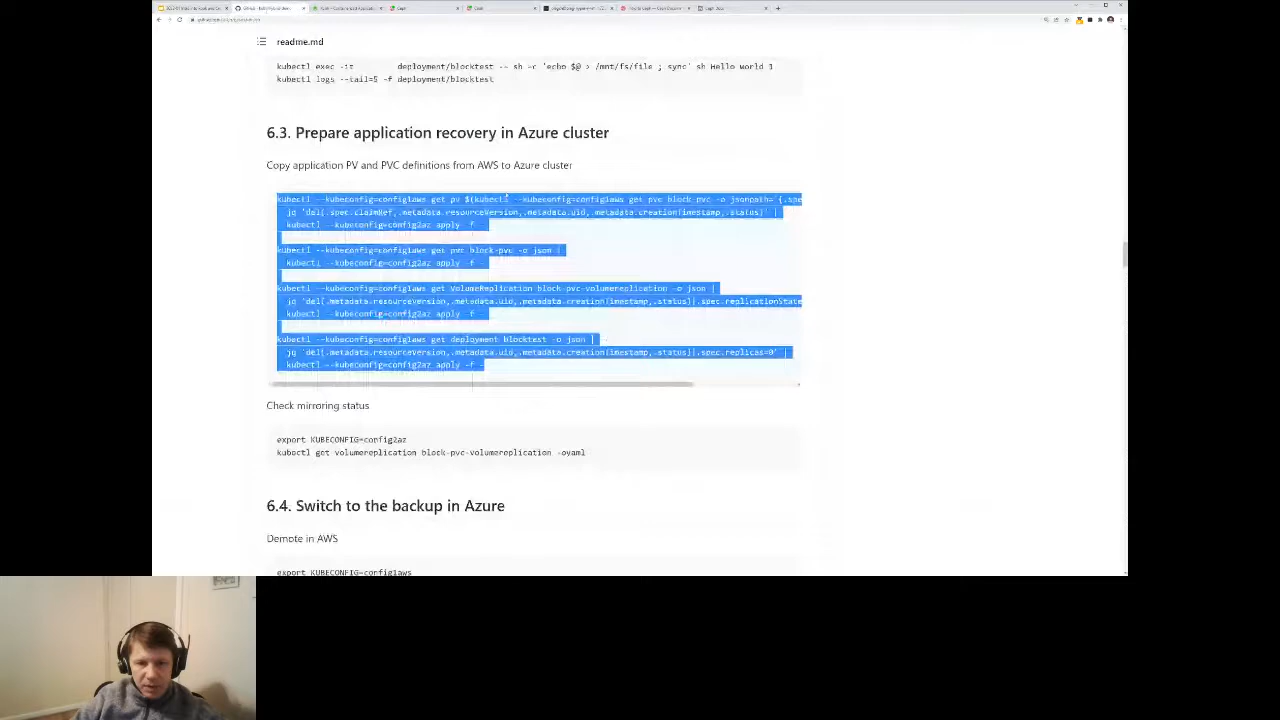 readme.md
kubectl exec -it deployment/blocktest -- sh -c 'echo $@ > /mnt/fs/file ; sync' sh Hello World 1
kubectl logs --tail=5 -f deployment/blocktest
6.3. Prepare application recovery in Azure cluster
Copy application PV and PVC definitions from AWS to Azure cluster
kubectl --kubeconfig=config1aws get pv $(kubectl --kubeconfig=config1aws get pvc block-pvc -o jsonpath='{.spe
jq 'del(.spec.claimRef,.metadata.resourceVersion,.metadata.uid,.metadata.creationTimestamp,.status)' |
kubectl --kubeconfig=config2az apply -f -
kubectl --kubeconfig=config1aws get pvc block-pvc -o json |
kubectl --kubeconfig=config2az apply -f -
kubectl --kubeconfig=config1aws get VolumeReplication block-pvc-volumereplication -o json |
jq 'del(.metadata.resourceVersion,.metadata.uid,.metadata.creationTimestamp,.status)|.spec.replicationState
kubectl --kubeconfig=config2az apply -f -
kubectl --kubeconfig=config1aws get deployment blocktest -o json |
jq 'del(.metadata.resourceVersion,.metadata.uid,.metadata.creationTimestamp,.status)|.spec.replicas=0' |
kubectl --kubeconfig=config2az apply -f -
Check mirroring status
export KUBECONFIG=config2az
kubectl get volumereplication block-pvc-volumereplication -oyaml
6.4. Switch to the backup in Azure
Demote in AWS
export KUBECONFIG=config1aws